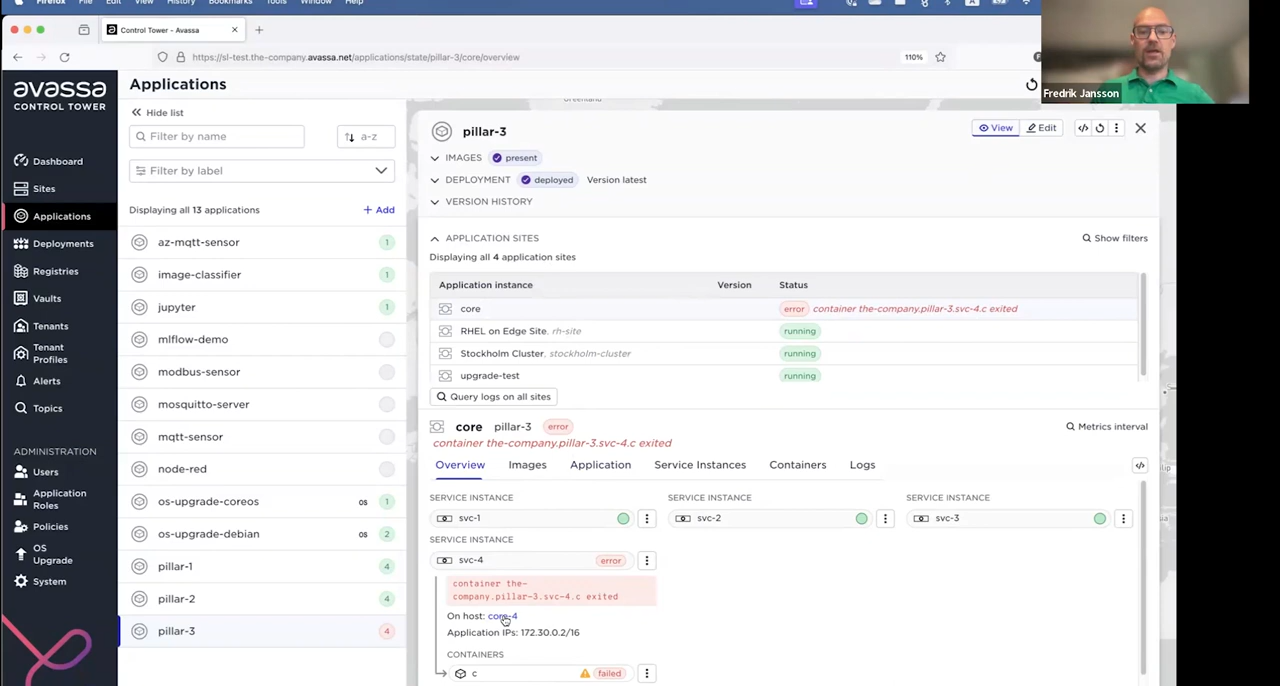 Firefox File Edit View History Bookmarks Tools Window Help
Control Tower – Avassa
https://sl-test.the-company.avassa.net/applications/state/pillar-3/core/overview
110%
Fredrik Jansson
avassa
CONTROL TOWER
Dashboard
Sites
Applications
Deployments
Registries
Vaults
Tenants
Tenant
Profiles
Alerts
Topics
ADMINISTRATION
Users
Application
Roles
Policies
OS
Upgrade
System
Applications
Hide list
Filter by name
a-z
Filter by label
Displaying all 13 applications
+ Add
az-mqtt-sensor 1
image-classifier 1
jupyter 1
mlflow-demo
modbus-sensor
mosquitto-server
mqtt-sensor
node-red
os-upgrade-coreos os 1
os-upgrade-debian os 2
pillar-1 4
pillar-2 4
pillar-3 4
Greenland
pillar-3
View Edit
IMAGES present
DEPLOYMENT deployed Version latest
VERSION HISTORY
APPLICATION SITES
Show filters
Displaying all 4 application sites
Application instance Version Status
core error container the-company.pillar-3.svc-4.c exited
RHEL on Edge Site, rh-site running
Stockholm Cluster, stockholm-cluster running
upgrade-test running
Query logs on all sites
core pillar-3 error
Metrics interval
container the-company.pillar-3.svc-4.c exited
Overview Images Application Service Instances Containers Logs
SERVICE INSTANCE SERVICE INSTANCE SERVICE INSTANCE
svc-1 svc-2 svc-3
SERVICE INSTANCE
svc-4 error
container the-
company.pillar-3.svc-4.c exited
On host: core-4
Application IPs: 172.30.0.2/16
CONTAINERS
c failed